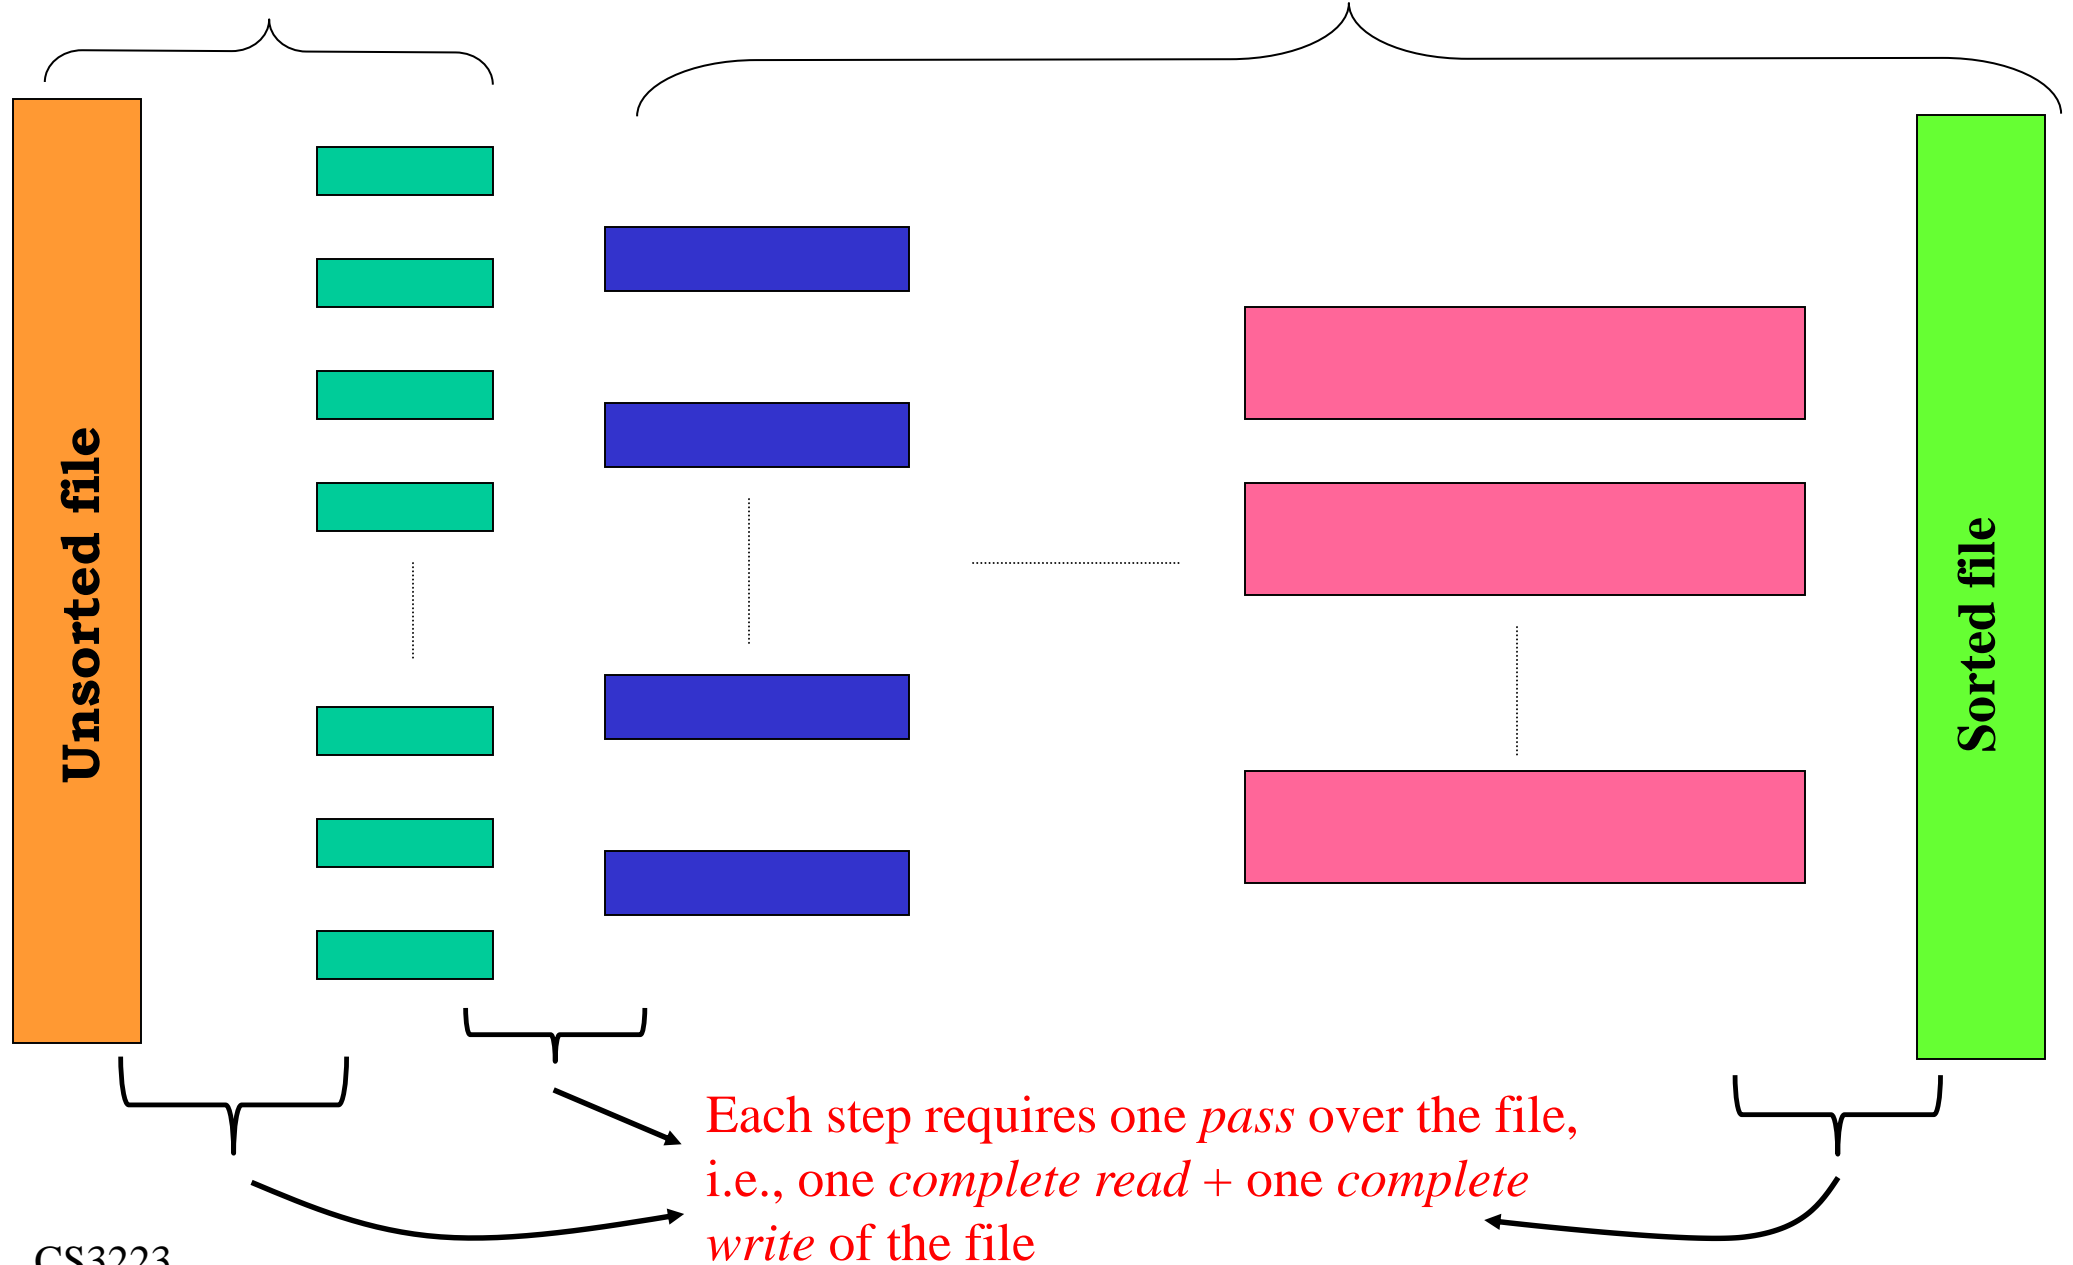 Unsorted file
Sorted file
Each step requires one pass over the file,
i.e., one complete read + one complete
write of the file
CS3223